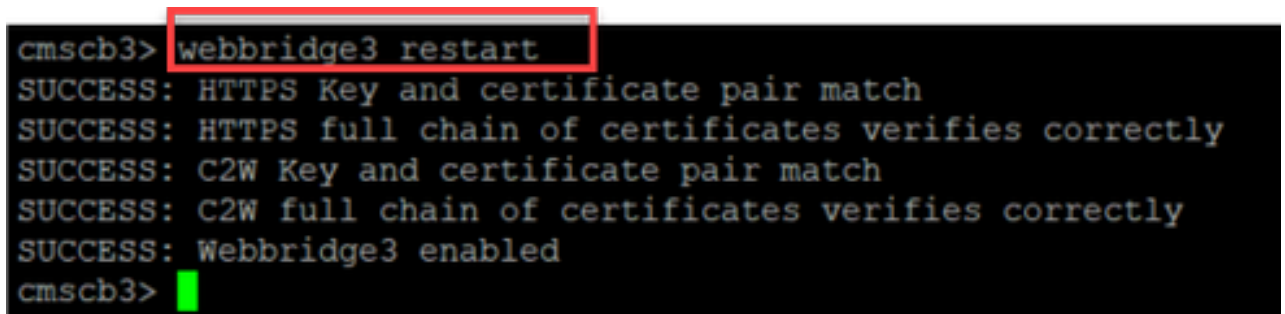 cmscb3> webbridge3 restart
SUCCESS: HTTPS Key and certificate pair match
SUCCESS: HTTPS full chain of certificates verifies correctly
SUCCESS: C2W Key and certificate pair match
SUCCESS: C2W full chain of certificates verifies correctly
SUCCESS: Webbridge3 enabled
cmscb3>